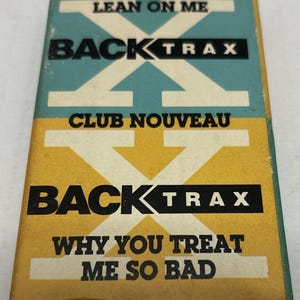 LEAN ON ME
BACK TRAX
CLUB NOUVEAU
BACK TRAX
WHY YOU TREAT
ME SO BAD